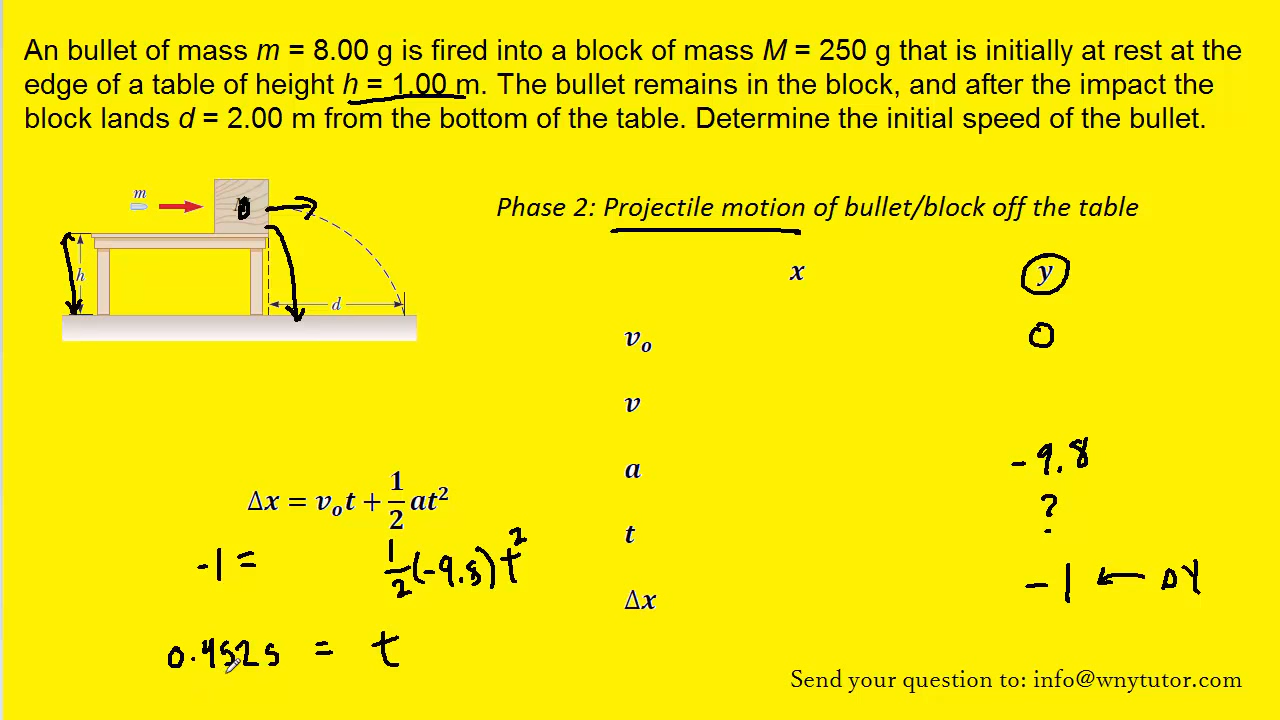 An bullet of mass m = 8.00 g is fired into a block of mass M = 250 g that is initially at rest at the
edge of a table of height h = 1.00 m. The bullet remains in the block, and after the impact the
block lands d = 2.00 m from the bottom of the table. Determine the initial speed of the bullet.
m
h
d
Phase 2: Projectile motion of bullet/block off the table
x y
v₀ 0
v
a -9.8
t ?
Δx -1 ← ΔY
Δx = v₀t + 1/2 at²
-1 = 1/2 (-9.8) t²
0.452s = t
Send your question to: info@wnytutor.com